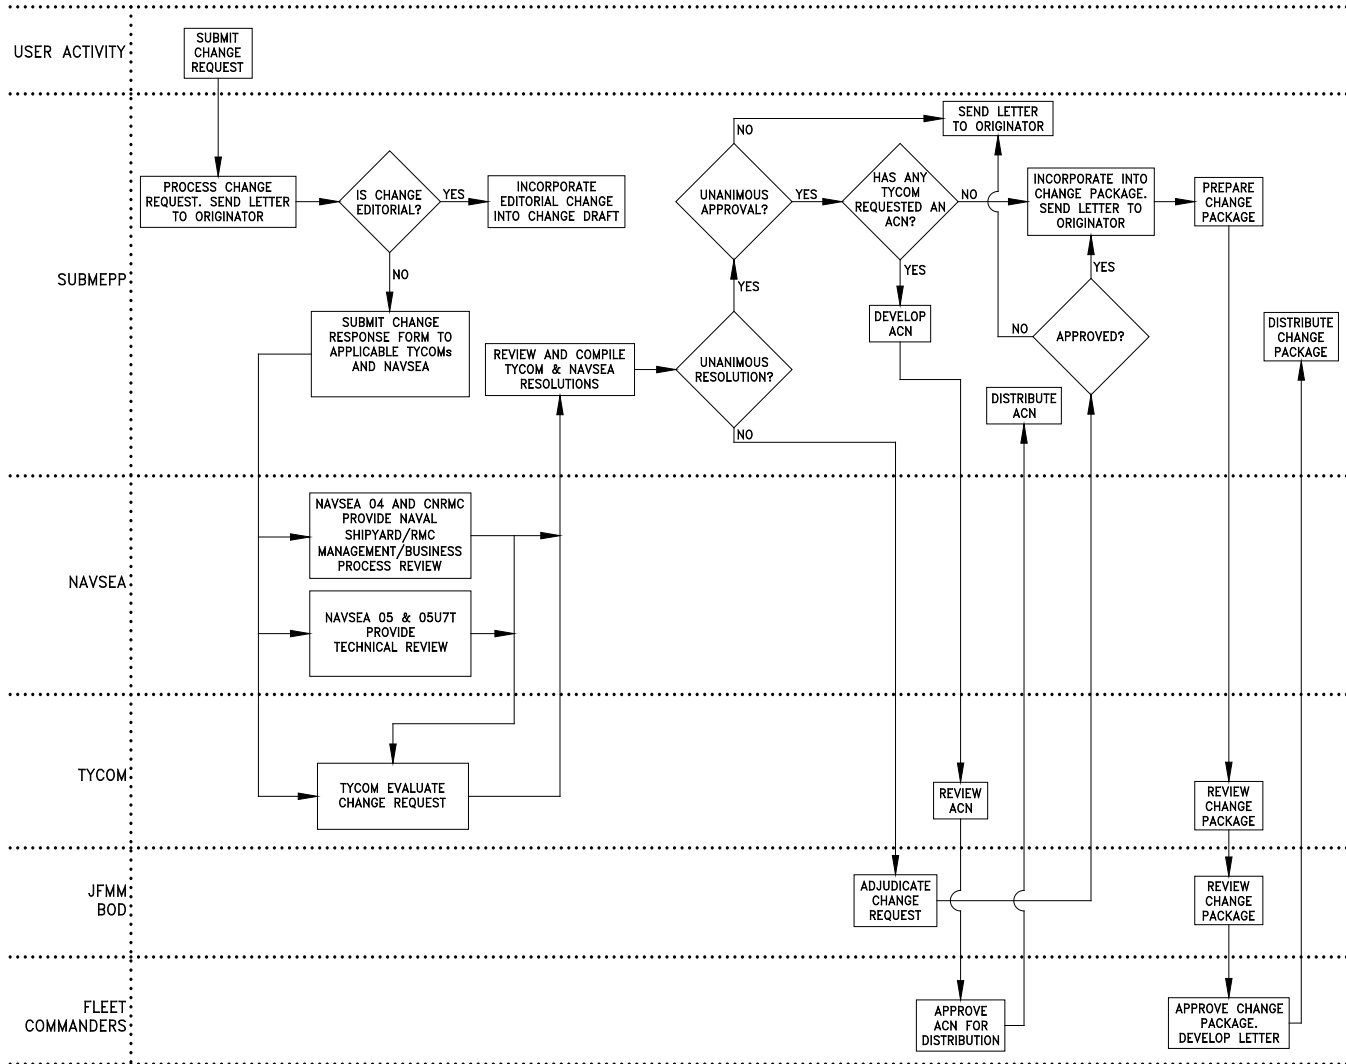 USER ACTIVITY
SUBMIT
CHANGE
REQUEST
SUBMEPP
PROCESS CHANGE
REQUEST. SEND LETTER
TO ORIGINATOR
IS CHANGE
EDITORIAL?
YES
INCORPORATE
EDITORIAL CHANGE
INTO CHANGE DRAFT
NO
SUBMIT CHANGE
RESPONSE FORM TO
APPLICABLE TYCOMs
AND NAVSEA
REVIEW AND COMPILE
TYCOM & NAVSEA
RESOLUTIONS
UNANIMOUS
RESOLUTION?
YES
NO
UNANIMOUS
APPROVAL?
NO
YES
SEND LETTER
TO ORIGINATOR
HAS ANY
TYCOM
REQUESTED AN
ACN?
NO
YES
DEVELOP
ACN
INCORPORATE INTO
CHANGE PACKAGE.
SEND LETTER TO
ORIGINATOR
YES
NO
APPROVED?
PREPARE
CHANGE
PACKAGE
DISTRIBUTE
ACN
DISTRIBUTE
CHANGE
PACKAGE
NAVSEA
NAVSEA 04 AND CNRMC
PROVIDE NAVAL
SHIPYARD/RMC
MANAGEMENT/BUSINESS
PROCESS REVIEW
NAVSEA 05 & 05U7T
PROVIDE
TECHNICAL REVIEW
TYCOM
TYCOM EVALUATE
CHANGE REQUEST
REVIEW
ACN
REVIEW
CHANGE
PACKAGE
JFMM
BOD
ADJUDICATE
CHANGE
REQUEST
REVIEW
CHANGE
PACKAGE
FLEET
COMMANDERS
APPROVE
ACN FOR
DISTRIBUTION
APPROVE CHANGE
PACKAGE.
DEVELOP LETTER